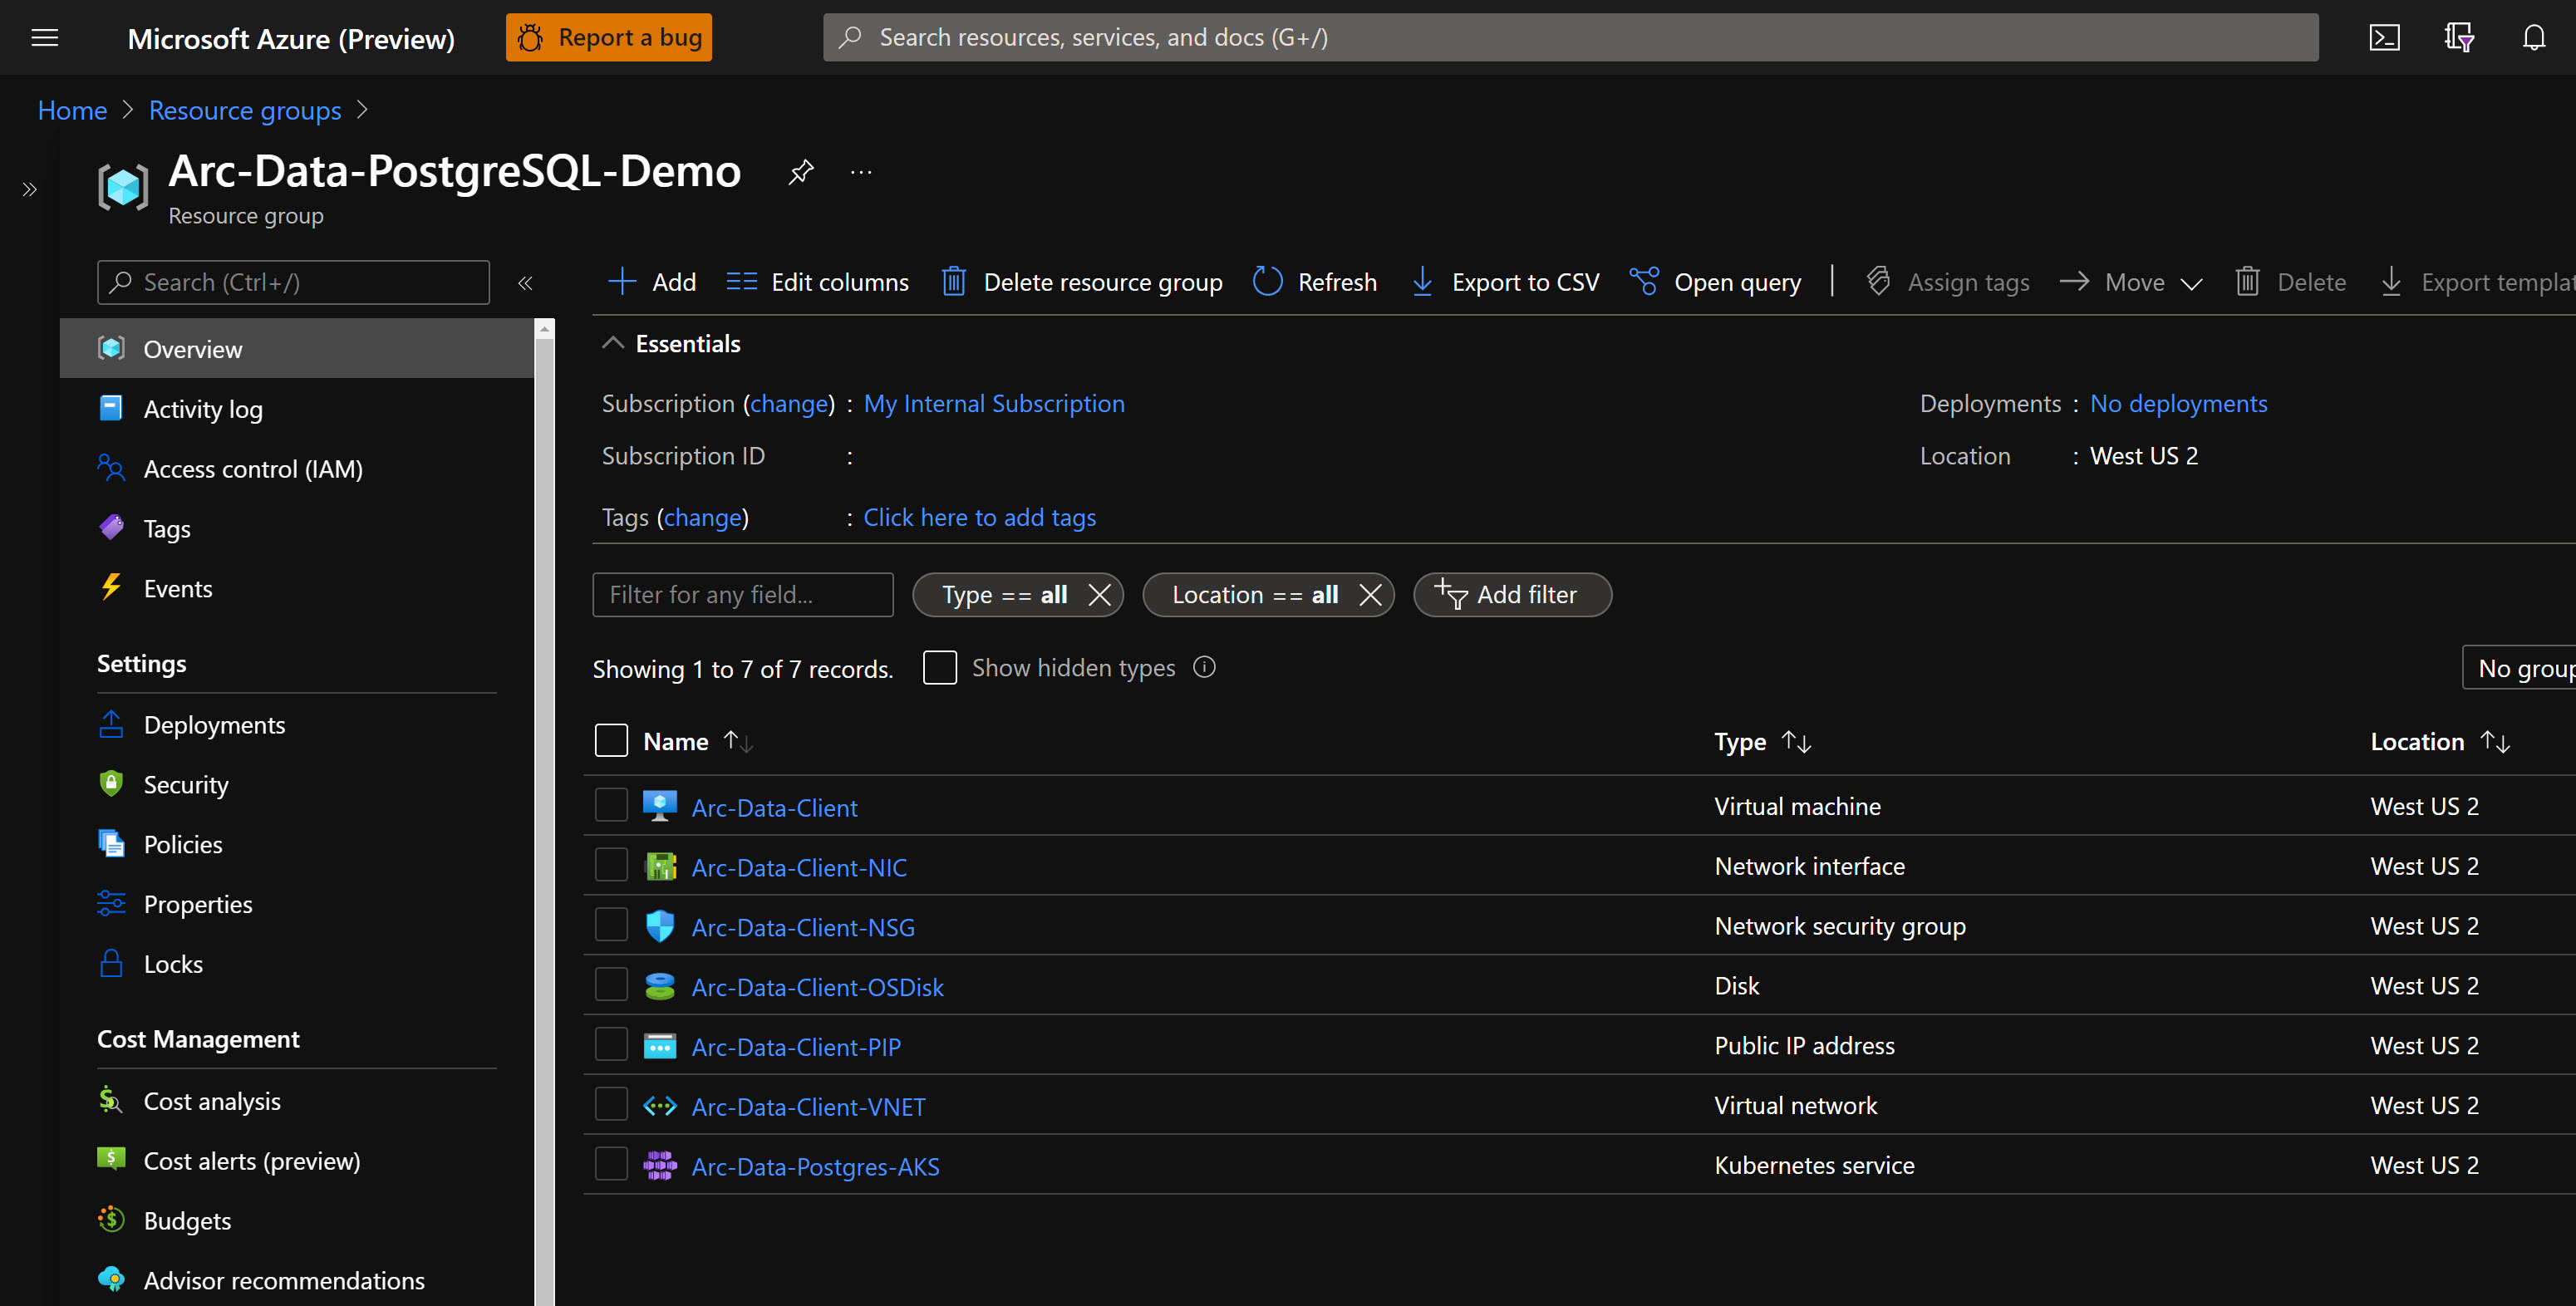 Microsoft Azure (Preview) Report a bug Search resources, services, and docs (G+/)
Home > Resource groups >
Arc-Data-PostgreSQL-Demo ...
Resource group
Search (Ctrl+/) « Add Edit columns Delete resource group Refresh Export to CSV Open query | Assign tags Move Delete Export templat
Overview
Activity log
Access control (IAM)
Tags
Events
Settings
Deployments
Security
Policies
Properties
Locks
Cost Management
Cost analysis
Cost alerts (preview)
Budgets
Advisor recommendations
Essentials
Subscription (change) : My Internal Subscription Deployments : No deployments
Subscription ID : Location : West US 2
Tags (change) : Click here to add tags
Filter for any field... Type == all Location == all Add filter
Showing 1 to 7 of 7 records. Show hidden types No group
Name Type Location
Arc-Data-Client Virtual machine West US 2
Arc-Data-Client-NIC Network interface West US 2
Arc-Data-Client-NSG Network security group West US 2
Arc-Data-Client-OSDisk Disk West US 2
Arc-Data-Client-PIP Public IP address West US 2
Arc-Data-Client-VNET Virtual network West US 2
Arc-Data-Postgres-AKS Kubernetes service West US 2